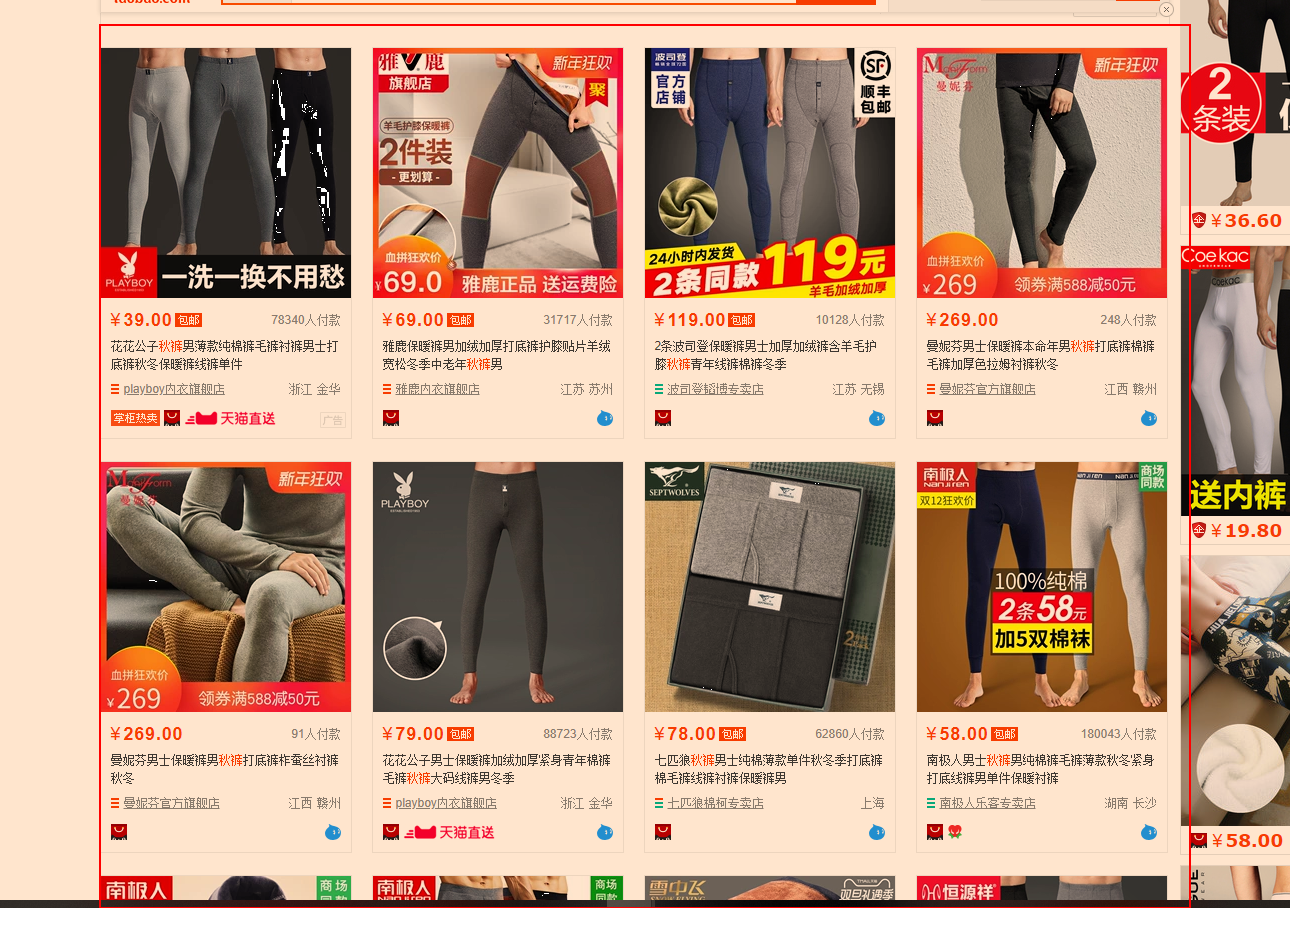 taobao.com
PLAYBOY
一洗一换不用愁
￥39.00 包邮 78340人付款
花花公子秋裤男薄款纯棉裤毛裤衬裤男士打
底裤秋冬保暖裤线裤单件
playboy内衣旗舰店 浙江 金华
掌柜热卖 天猫直送 广告
雅鹿
旗舰店
新年狂欢
聚
羊毛护膝保暖裤
2件装
- 更划算 -
血拼狂欢价
￥69.0 雅鹿正品 送运费险
￥69.00 包邮 31717人付款
雅鹿保暖裤男加绒加厚打底裤护膝贴片羊绒
宽松冬季中老年秋裤男
雅鹿内衣旗舰店 江苏 苏州
波司登
官方
店铺
SF
顺丰
包邮
24小时内发货
2条同款119元
羊毛加绒加厚
￥119.00 包邮 10128人付款
2条波司登保暖裤男士加厚加绒裤含羊毛护
膝秋裤青年线裤棉裤冬季
波司登韬博专卖店 江苏 无锡
曼妮芬
新年狂欢
血拼狂欢价
￥269 领券满588减50元
￥269.00 248人付款
曼妮芬男士保暖裤本命年男秋裤打底裤棉裤
毛裤加厚色拉姆衬裤秋冬
曼妮芬官方旗舰店 江西 赣州
曼妮芬
新年狂欢
血拼狂欢价
￥269 领券满588减50元
￥269.00 91人付款
曼妮芬男士保暖裤男秋裤打底裤柞蚕丝衬裤
秋冬
曼妮芬官方旗舰店 江西 赣州
PLAYBOY
￥79.00 包邮 88723人付款
花花公子男士保暖裤加绒加厚紧身青年棉裤
毛裤秋裤大码线裤男冬季
playboy内衣旗舰店 浙江 金华
天猫直送
SEPTWOLVES
￥78.00 包邮 62860人付款
七匹狼秋裤男士纯棉薄款单件秋冬季打底裤
棉毛裤线裤衬裤保暖裤男
七匹狼棉柯专卖店 上海
南极人
NANJIREN
双12狂欢价
商场
同款
100%纯棉
2条58元
加5双棉袜
￥58.00 包邮 180043人付款
南极人男士秋裤男纯棉裤毛裤薄款秋冬紧身
打底线裤男单件保暖衬裤
南极人乐客专卖店 湖南 长沙
南极人
商场
同款
南极人
商场
同款
雪中飞
双旦礼遇季
恒源祥
2
条装
￥36.60
Coekac
送内裤
￥19.80
￥58.00